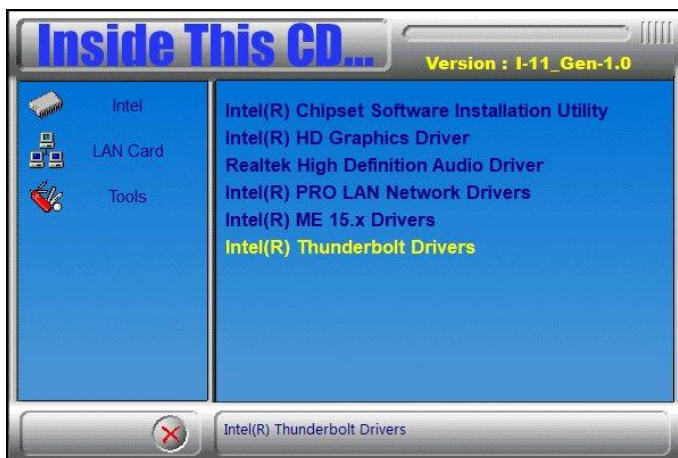 Inside This CD...
Version : I-11_Gen-1.0
Intel
LAN Card
Tools
Intel(R) Chipset Software Installation Utility
Intel(R) HD Graphics Driver
Realtek High Definition Audio Driver
Intel(R) PRO LAN Network Drivers
Intel(R) ME 15.x Drivers
Intel(R) Thunderbolt Drivers
Intel(R) Thunderbolt Drivers